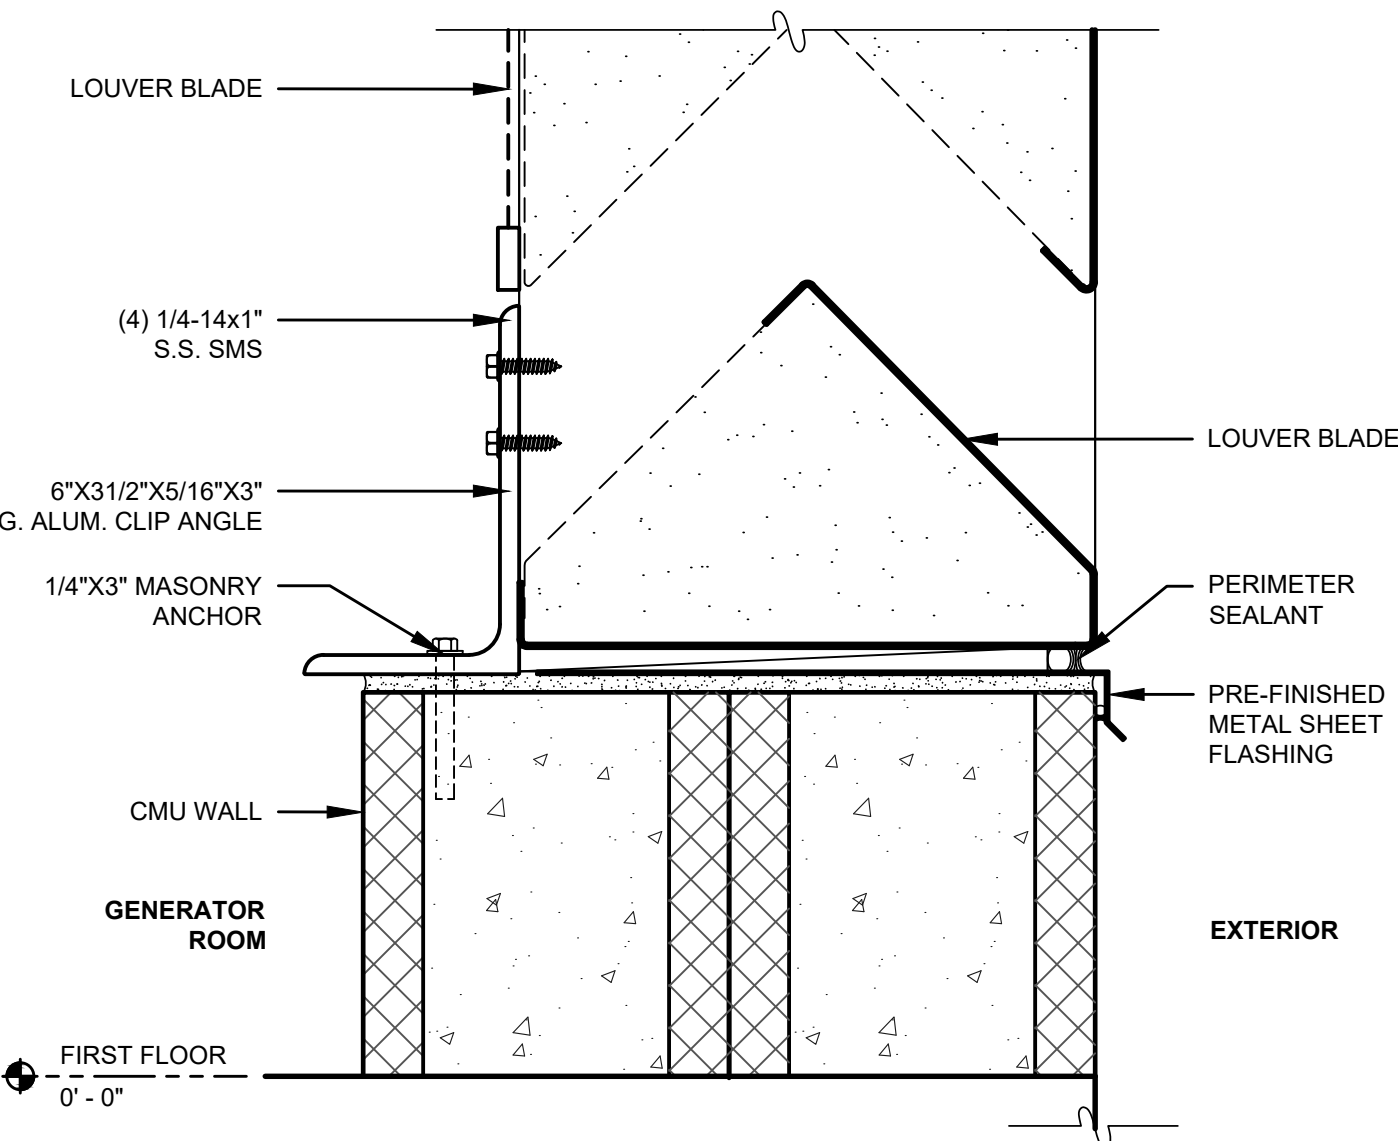 LOUVER BLADE
(4) 1/4-14x1"
S.S. SMS
6"X31/2"X5/16"X3"
G. ALUM. CLIP ANGLE
1/4"X3" MASONRY
ANCHOR
CMU WALL
GENERATOR
ROOM
FIRST FLOOR
0' - 0"
LOUVER BLADE
PERIMETER
SEALANT
PRE-FINISHED
METAL SHEET
FLASHING
EXTERIOR